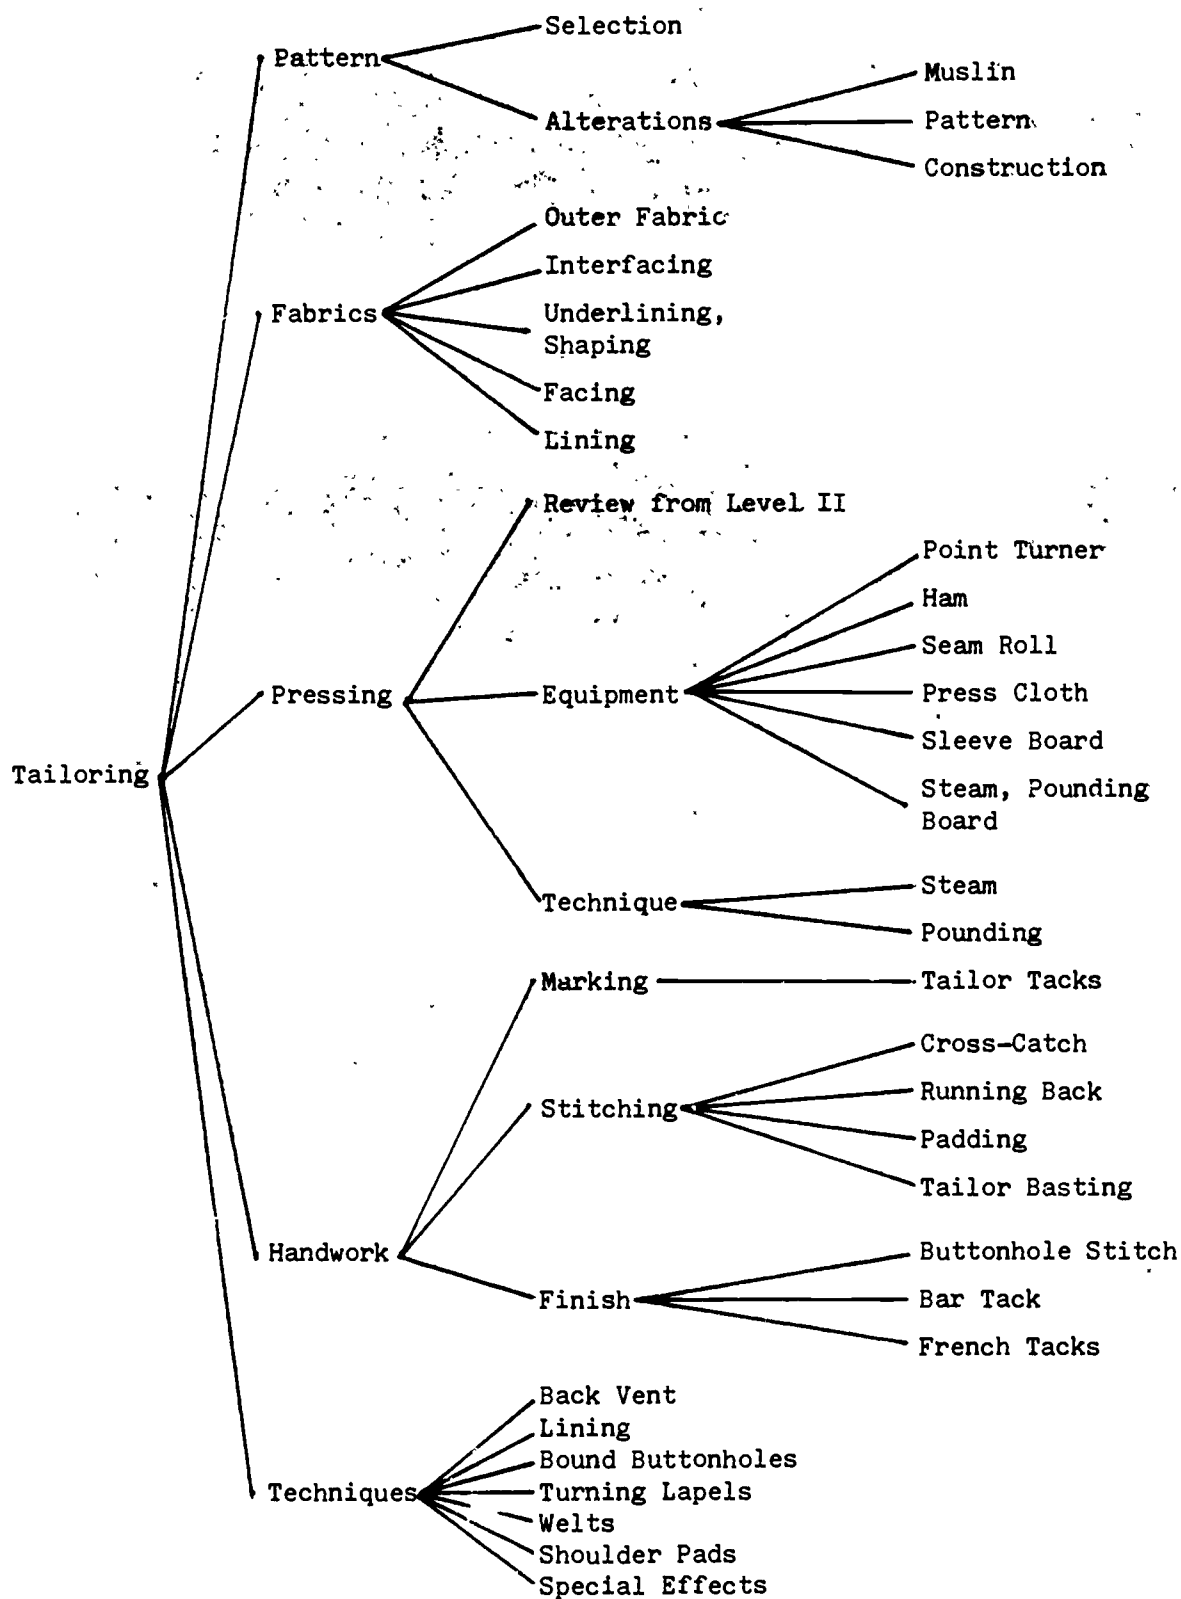 Tailoring
Pattern
Selection
Alterations
Muslin
Pattern
Construction
Fabrics
Outer Fabric
Interfacing
Underlining,
Shaping
Facing
Lining
Pressing
Review from Level II
Equipment
Point Turner
Ham
Seam Roll
Press Cloth
Sleeve Board
Steam, Pounding
Board
Technique
Steam
Pounding
Handwork
Marking
Tailor Tacks
Stitching
Cross-Catch
Running Back
Padding
Tailor Basting
Finish
Buttonhole Stitch
Bar Tack
French Tacks
Techniques
Back Vent
Lining
Bound Buttonholes
Turning Lapels
Welts
Shoulder Pads
Special Effects